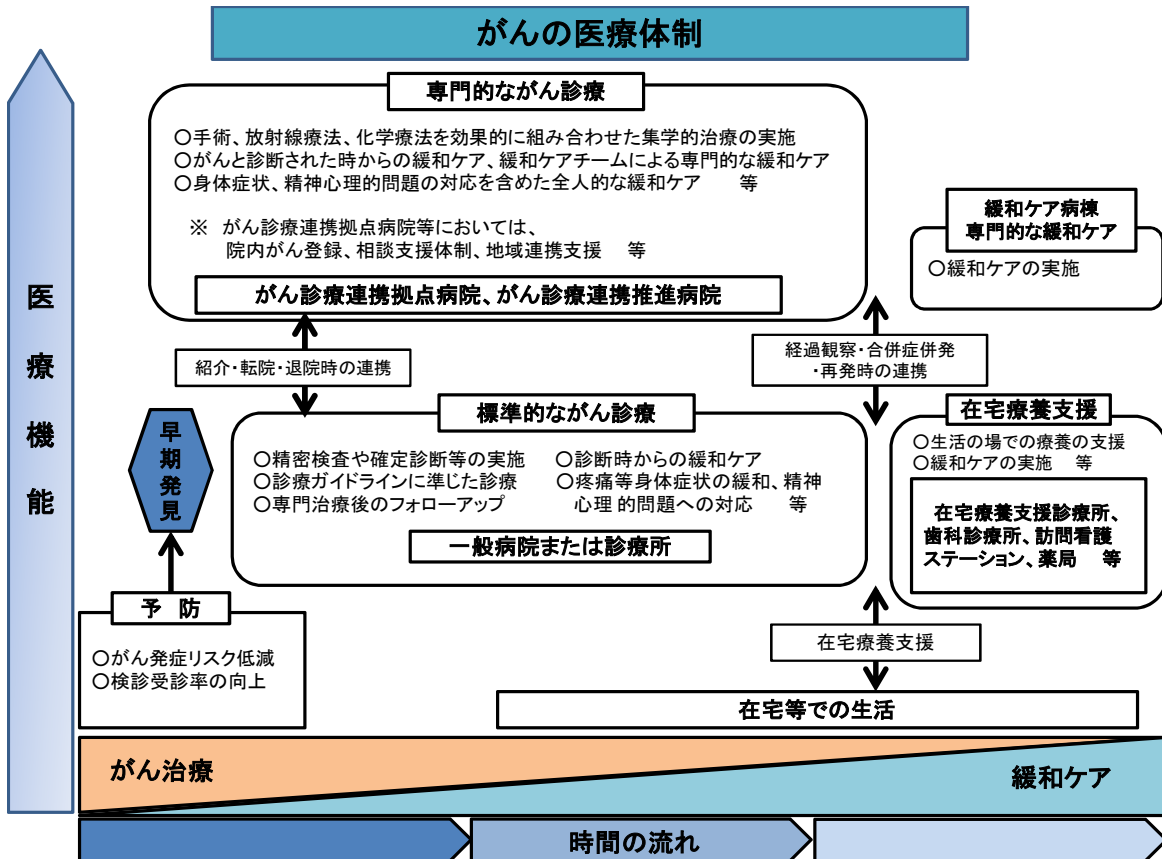 がんの医療体制
専門的ながん診療
○手術、放射線療法、化学療法を効果的に組み合わせた集学的治療の実施
○がんと診断された時からの緩和ケア、緩和ケアチームによる専門的な緩和ケア
○身体症状、精神心理的問題の対応を含めた全人的な緩和ケア　等
※ がん診療連携拠点病院等においては、
院内がん登録、相談支援体制、地域連携支援　等
がん診療連携拠点病院、がん診療連携推進病院
緩和ケア病棟
専門的な緩和ケア
○緩和ケアの実施
医療機能
紹介・転院・退院時の連携
経過観察・合併症併発
・再発時の連携
早期発見
標準的ながん診療
○精密検査や確定診断等の実施
○診療ガイドラインに準じた診療
○専門治療後のフォローアップ
○診断時からの緩和ケア
○疼痛等身体症状の緩和、精神
心理的問題への対応　等
一般病院または診療所
在宅療養支援
○生活の場での療養の支援
○緩和ケアの実施　等
在宅療養支援診療所、
歯科診療所、訪問看護
ステーション、薬局　等
予 防
○がん発症リスク低減
○検診受診率の向上
在宅療養支援
在宅等での生活
がん治療
緩和ケア
時間の流れ